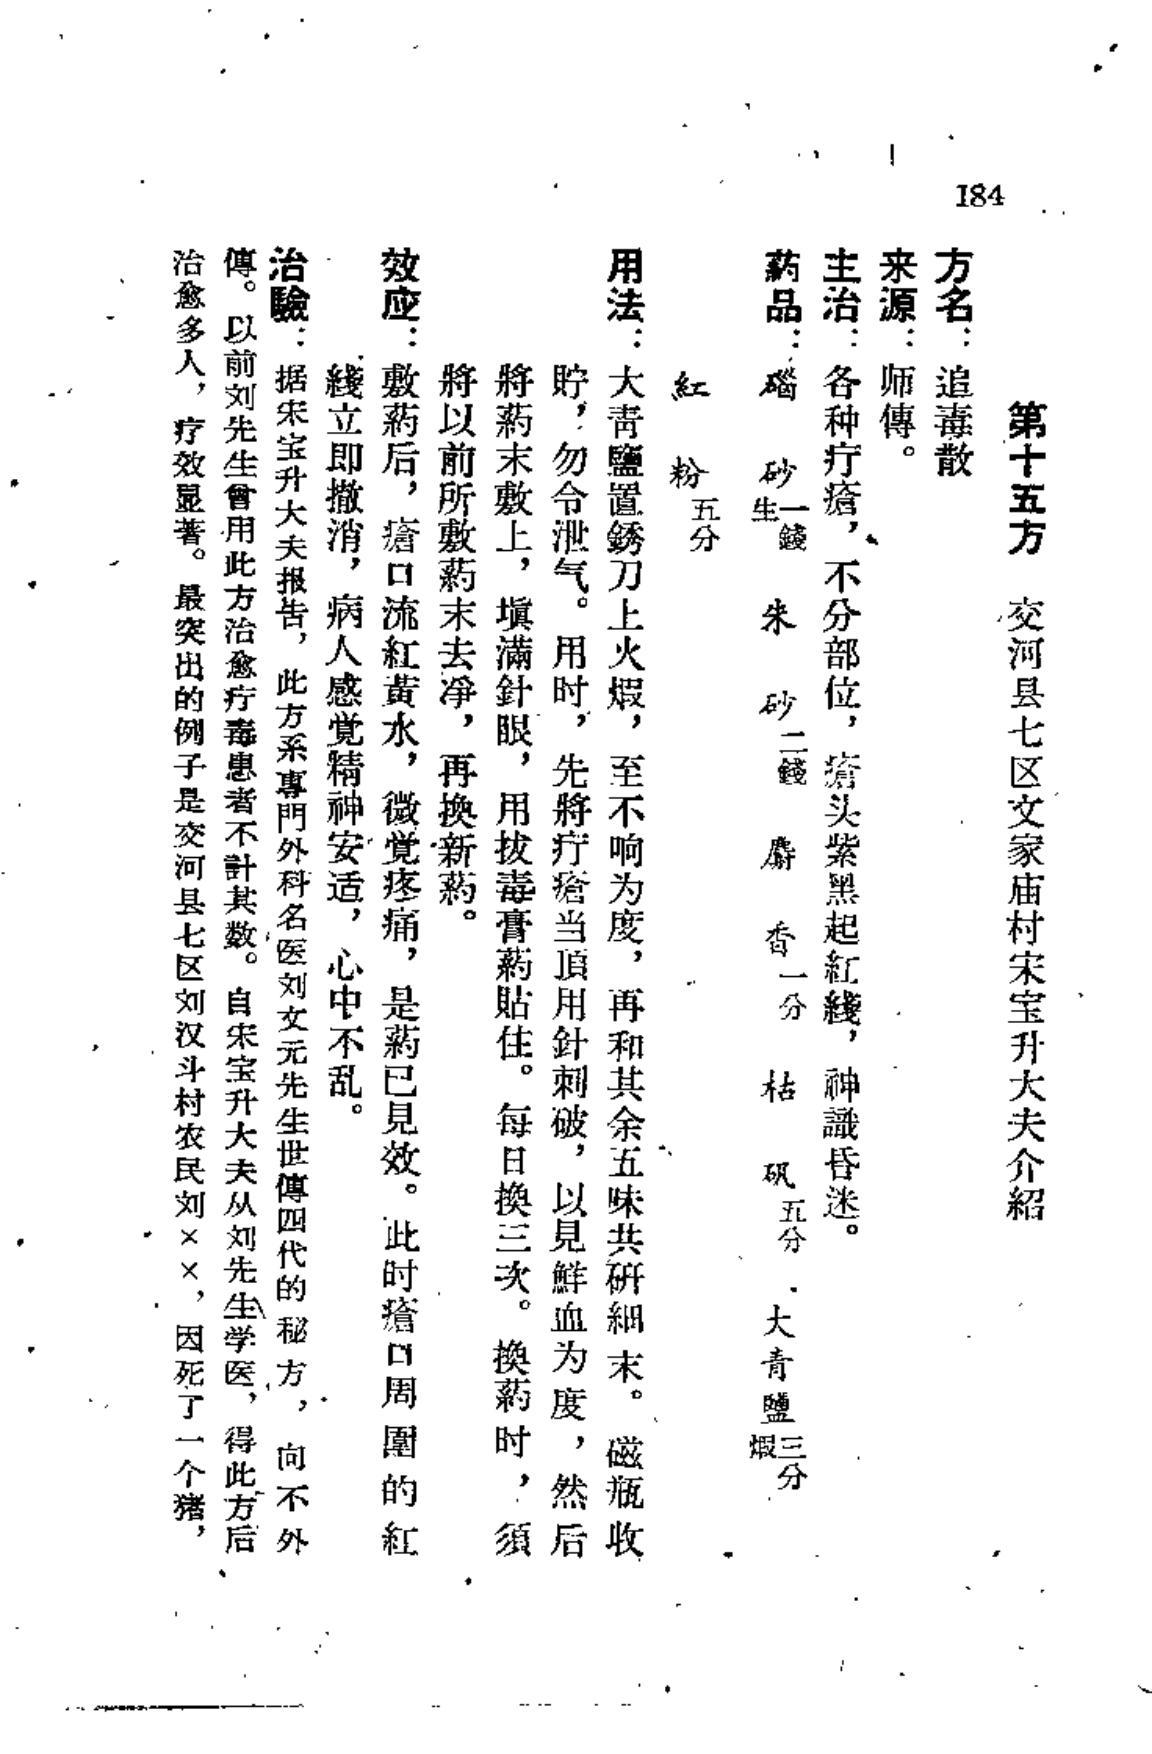 184
第十五方　交河县七区文家庙村宋宝升大夫介紹
方名：追毒散
来源：师傳。
主治：各种疔瘡，不分部位，瘡头紫黑起紅綫，神識昏迷。
葯品：磠砂生一錢　朱砂二錢　麝香一分　枯矾五分　大青鹽煆三分
紅粉五分
用法：大青鹽置銹刀上火煆，至不响为度，再和其余五味共硏細末。磁瓶收
貯，勿令泄气。用时，先將疔瘡当頂用針刺破，以見鮮血为度，然后
將葯末敷上，塡滿針眼，用拔毒膏葯貼住。每日換三次。換葯时，須
將以前所敷葯末去淨，再換新葯。
效应：敷葯后，瘡口流紅黃水，微觉疼痛，是葯已見效。此时瘡口周圍的紅
綫立即撤消，病人感觉精神安适，心中不乱。
治驗：据宋宝升大夫报告，此方系專門外科名医刘文元先生世傳四代的秘方，向不外
傳。以前刘先生曾用此方治愈疔毒患者不計其数。自宋宝升大夫从刘先生学医，得此方后
治愈多人，疗效显著。最突出的例子是交河县七区刘汉斗村农民刘××，因死了一个猪，